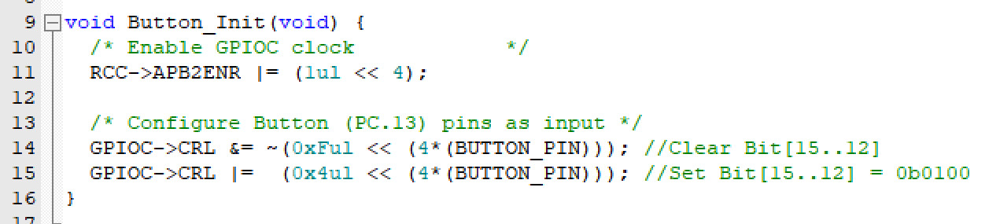 9 void Button_Init(void) {
10 /* Enable GPIOC clock */
11 RCC->APB2ENR |= (1ul << 4);
12
13 /* Configure Button (PC.13) pins as input */
14 GPIOC->CRL &= ~(0xFul << (4*(BUTTON_PIN))); //Clear Bit[15..12]
15 GPIOC->CRL |= (0x4ul << (4*(BUTTON_PIN))); //Set Bit[15..12] = 0b0100
16 }
17